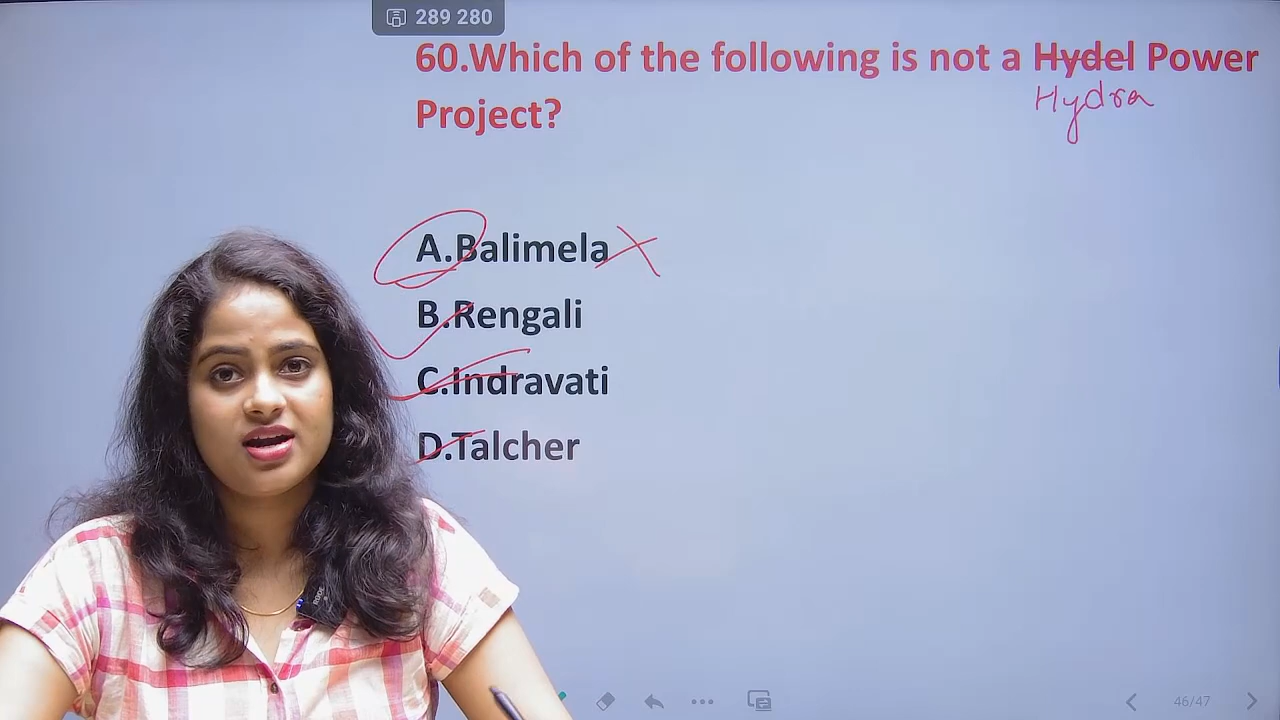 289 280
60.Which of the following is not a Hydel Power
Hydra
Project?
A.Balimela
B.Rengali
C.Indravati
D.Talcher
46/47